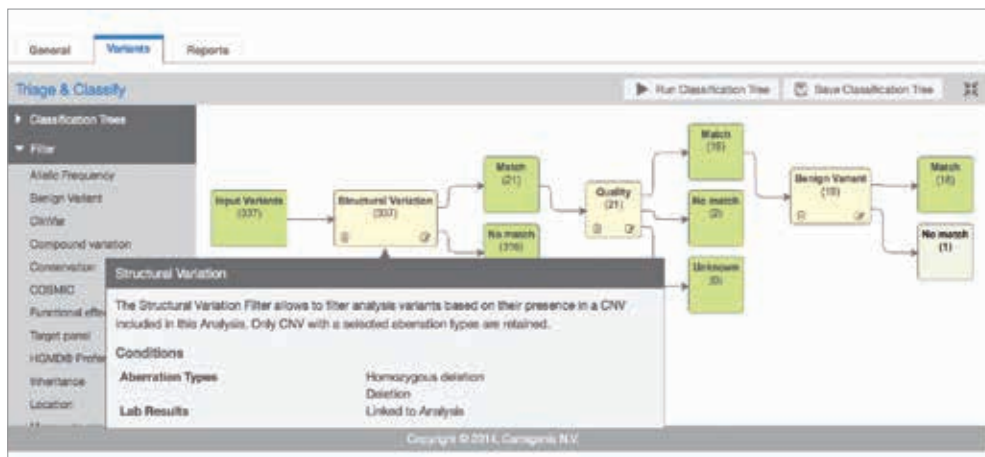 General Variants Reports
Triage & Classify
Run Classification Tree
Save Classification Tree
Classification Trees
Filter
Allelic Frequency
Benign Variant
ClinVar
Compound variation
Conservation
COSMIC
Functional
Target panel
HGMD®
Inheritance
Location
Input Variants
(337)
Structural Variation
(337)
Match
(21)
No match
(316)
Quality
(21)
Match
No match
(2)
Unknown
(0)
Benign Variant
Match
(18)
No match
(1)
Structural Variation
The Structural Variation Filter allows to filter analysis variants based on their presence in a CNV
included in this Analysis. Only CNV with a selected aberration types are retained.
Conditions
Aberration Types Homozygous deletion
Deletion
Lab Results Linked to Analysis
Copyright © 2014, Cartagenia N.V.